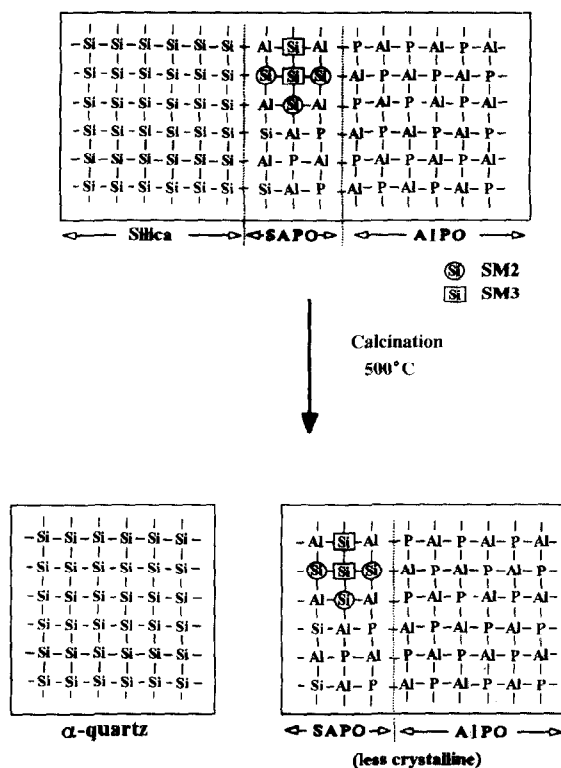 -Si-Si-Si-Si-Si-Si-Al-Si-Al-P-Al-P-Al-P-Al-
-Si-Si-Si-Si-Si-Si-Si-Si-Si-Al-P-Al-P-Al-P-
-Si-Si-Si-Si-Si-Si-Al-Si-Al-P-Al-P-Al-P-Al-
-Si-Si-Si-Si-Si-Si-Si-Al-P-Al-P-Al-P-Al-P-
-Si-Si-Si-Si-Si-Si-Al-P-Al-P-Al-P-Al-P-Al-
-Si-Si-Si-Si-Si-Si-Si-Al-P-Al-P-Al-P-Al-P-
Silica SAPO AlPO
Si SM2
Si SM3
Calcination
500°C
-Si-Si-Si-Si-Si-Si-
-Si-Si-Si-Si-Si-Si-
-Si-Si-Si-Si-Si-Si-
-Si-Si-Si-Si-Si-Si-
-Si-Si-Si-Si-Si-Si-
-Si-Si-Si-Si-Si-Si-
α-quartz
-Al-Si-Al-P-Al-P-Al-P-Al-
-Si-Si-Si-Al-P-Al-P-Al-P-
-Al-Si-Al-P-Al-P-Al-P-Al-
-Si-Al-P-Al-P-Al-P-Al-P-
-Al-P-Al-P-Al-P-Al-P-Al-
-Si-Al-P-Al-P-Al-P-Al-P-
SAPO AlPO
(less crystalline)